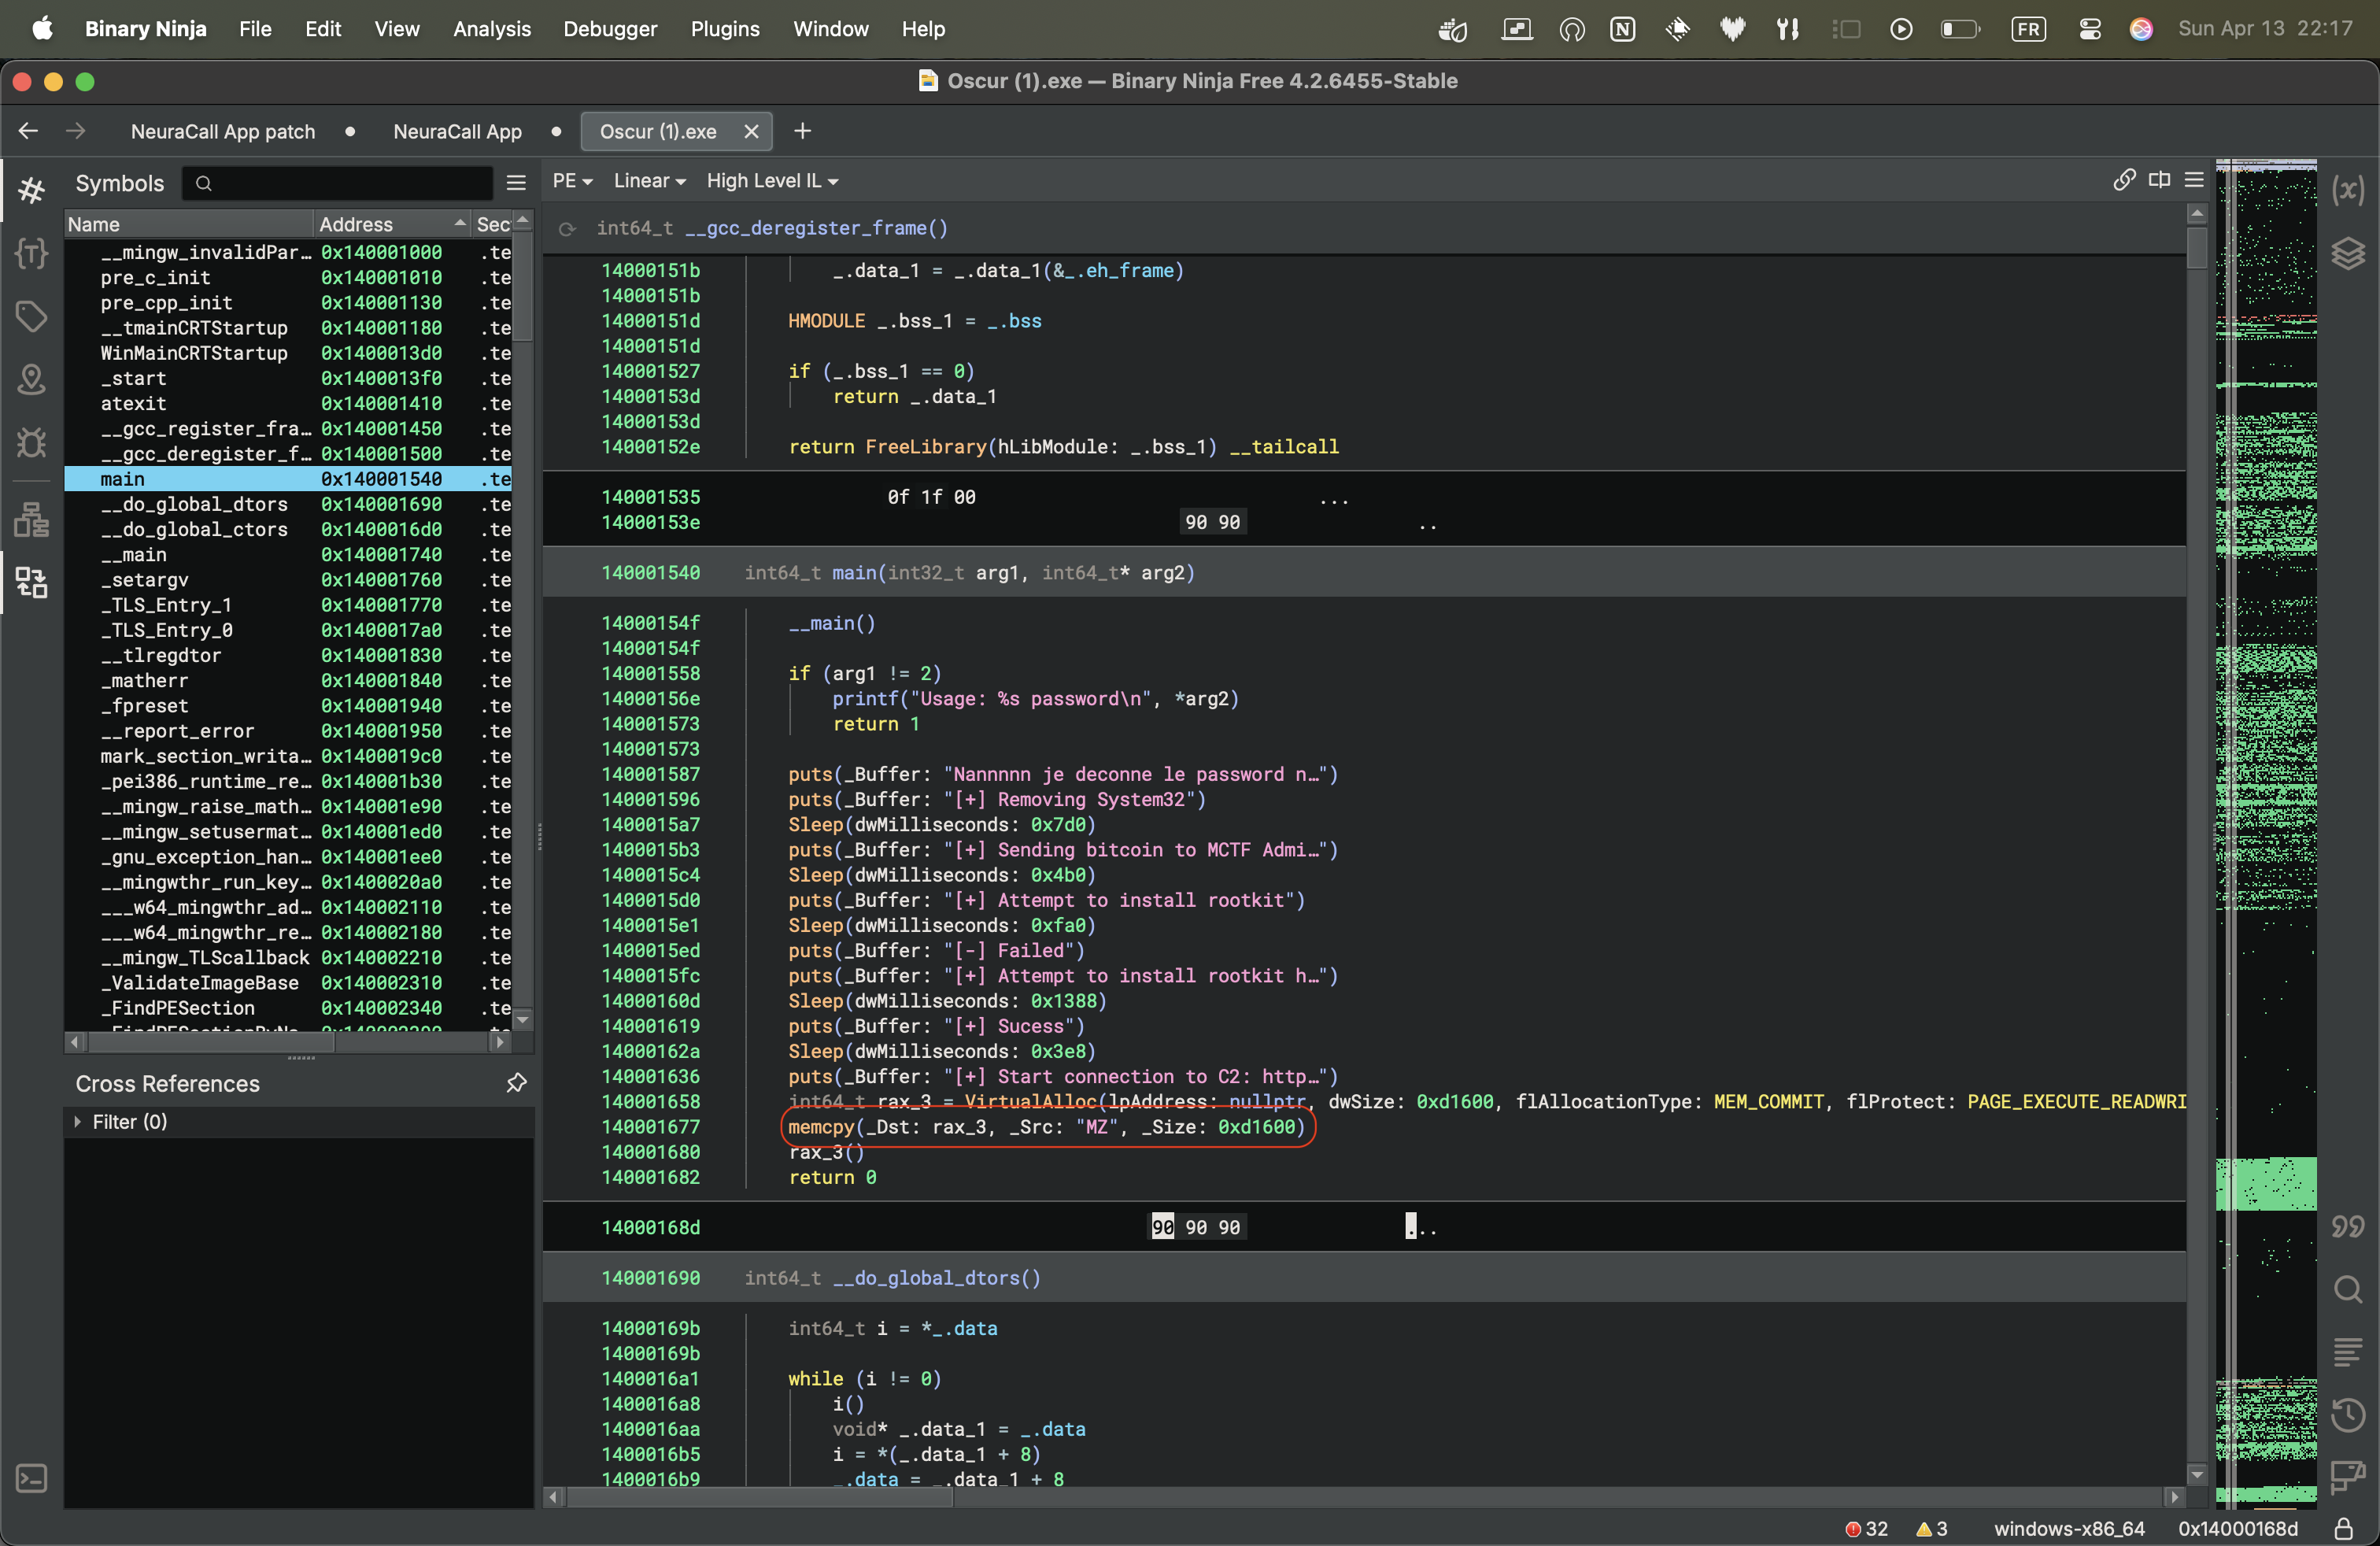 Binary Ninja File Edit View Analysis Debugger Plugins Window Help FR Sun Apr 13 22:17
Oscur (1).exe — Binary Ninja Free 4.2.6455-Stable
NeuraCall App patch NeuraCall App Oscur (1).exe
Symbols
Name Address Sec
__mingw_invalidPar… 0x140001000 .te
pre_c_init 0x140001010 .te
pre_cpp_init 0x140001130 .te
__tmainCRTStartup 0x140001180 .te
WinMainCRTStartup 0x1400013d0 .te
_start 0x1400013f0 .te
atexit 0x140001410 .te
__gcc_register_fra… 0x140001450 .te
__gcc_deregister_f… 0x140001500 .te
main 0x140001540 .te
__do_global_dtors 0x140001690 .te
__do_global_ctors 0x1400016d0 .te
__main 0x140001740 .te
_setargv 0x140001760 .te
_TLS_Entry_1 0x140001770 .te
_TLS_Entry_0 0x1400017a0 .te
__tlregdtor 0x140001830 .te
_matherr 0x140001840 .te
_fpreset 0x140001940 .te
__report_error 0x140001950 .te
mark_section_writa… 0x1400019c0 .te
_pei386_runtime_re… 0x140001b30 .te
__mingw_raise_math… 0x140001e90 .te
__mingw_setusermat… 0x140001ed0 .te
_gnu_exception_han… 0x140001ee0 .te
__mingwthr_run_key… 0x1400020a0 .te
___w64_mingwthr_ad… 0x140002110 .te
___w64_mingwthr_re… 0x140002180 .te
__mingw_TLScallback 0x140002210 .te
_ValidateImageBase 0x140002310 .te
_FindPESection 0x140002340 .te
Cross References
Filter (0)
PE Linear High Level IL
int64_t __gcc_deregister_frame()
14000151b _.data_1 = _.data_1(&_.eh_frame)
14000151b
14000151d HMODULE _.bss_1 = _.bss
14000151d
140001527 if (_.bss_1 == 0)
14000153d return _.data_1
14000153d
14000152e return FreeLibrary(hLibModule: _.bss_1) __tailcall
140001535 0f 1f 00 ...
14000153e 90 90 ..
140001540 int64_t main(int32_t arg1, int64_t* arg2)
14000154f __main()
14000154f
140001558 if (arg1 != 2)
14000156e printf("Usage: %s password\n", *arg2)
140001573 return 1
140001573
140001587 puts(_Buffer: "Nannnnn je deconne le password n…")
140001596 puts(_Buffer: "[+] Removing System32")
1400015a7 Sleep(dwMilliseconds: 0x7d0)
1400015b3 puts(_Buffer: "[+] Sending bitcoin to MCTF Admi…")
1400015c4 Sleep(dwMilliseconds: 0x4b0)
1400015d0 puts(_Buffer: "[+] Attempt to install rootkit")
1400015e1 Sleep(dwMilliseconds: 0xfa0)
1400015ed puts(_Buffer: "[-] Failed")
1400015fc puts(_Buffer: "[+] Attempt to install rootkit h…")
14000160d Sleep(dwMilliseconds: 0x1388)
140001619 puts(_Buffer: "[+] Sucess")
14000162a Sleep(dwMilliseconds: 0x3e8)
140001636 puts(_Buffer: "[+] Start connection to C2: http…")
140001658 int64_t rax_3 = VirtualAlloc(lpAddress: nullptr, dwSize: 0xd1600, flAllocationType: MEM_COMMIT, flProtect: PAGE_EXECUTE_READWRI
140001677 memcpy(_Dst: rax_3, _Src: "MZ", _Size: 0xd1600)
140001680 rax_3()
140001682 return 0
14000168d 90 90 90 ...
140001690 int64_t __do_global_dtors()
14000169b int64_t i = *_.data
14000169b
1400016a1 while (i != 0)
1400016a8 i()
1400016aa void* _.data_1 = _.data
1400016b5 i = *(_.data_1 + 8)
1400016b9 _.data = _.data_1 + 8
32 3 windows-x86_64 0x14000168d